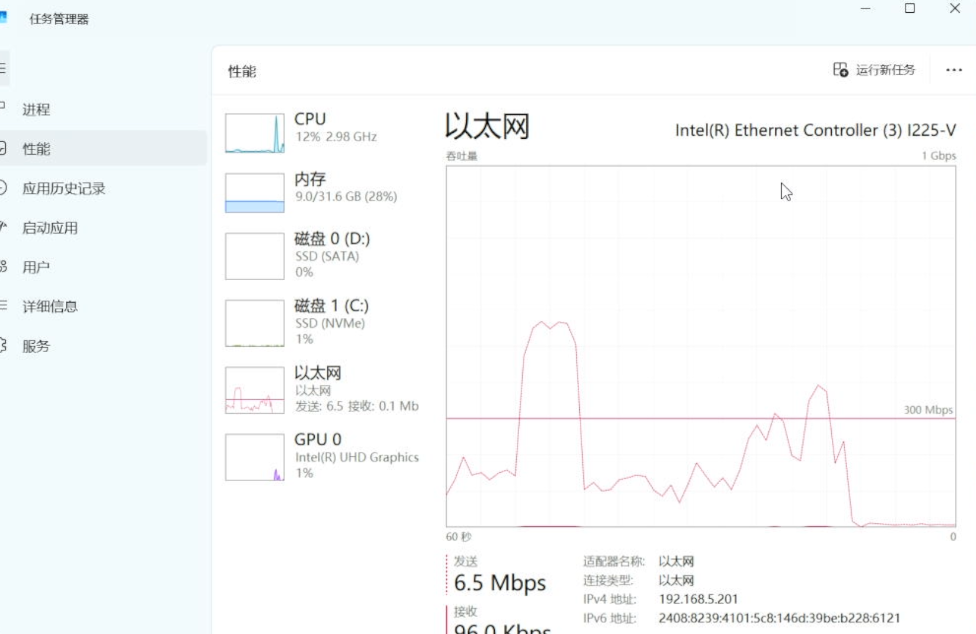 任务管理器
性能
运行新任务
进程
性能
应用历史记录
启动应用
用户
详细信息
服务
CPU
12% 2.98 GHz
内存
9.0/31.6 GB (28%)
磁盘 0 (D:)
SSD (SATA)
0%
磁盘 1 (C:)
SSD (NVMe)
1%
以太网
以太网
发送: 6.5 接收: 0.1 Mb
GPU 0
Intel(R) UHD Graphics
1%
以太网
Intel(R) Ethernet Controller (3) I225-V
吞吐量
1 Gbps
300 Mbps
60 秒
0
发送
6.5 Mbps
接收
96.0 Kbps
适配器名称: 以太网
连接类型: 以太网
IPv4 地址: 192.168.5.201
IPv6 地址: 2408:8239:4101:5c8:146d:39be:b228:6121